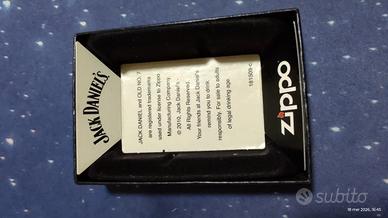 JACK DANIEL'S
JACK DANIEL and OLD NO. 7
are registered trademarks
used under license to Zippo
Manufacturing Company.
© 2010, Jack Daniel's
All Rights Reserved.
Your friends at Jack Daniel's
remind you to drink
responsibly. For sale to adults
of legal drinking age.
181509-c
zippo
subito
18 mar 2026, 16:45